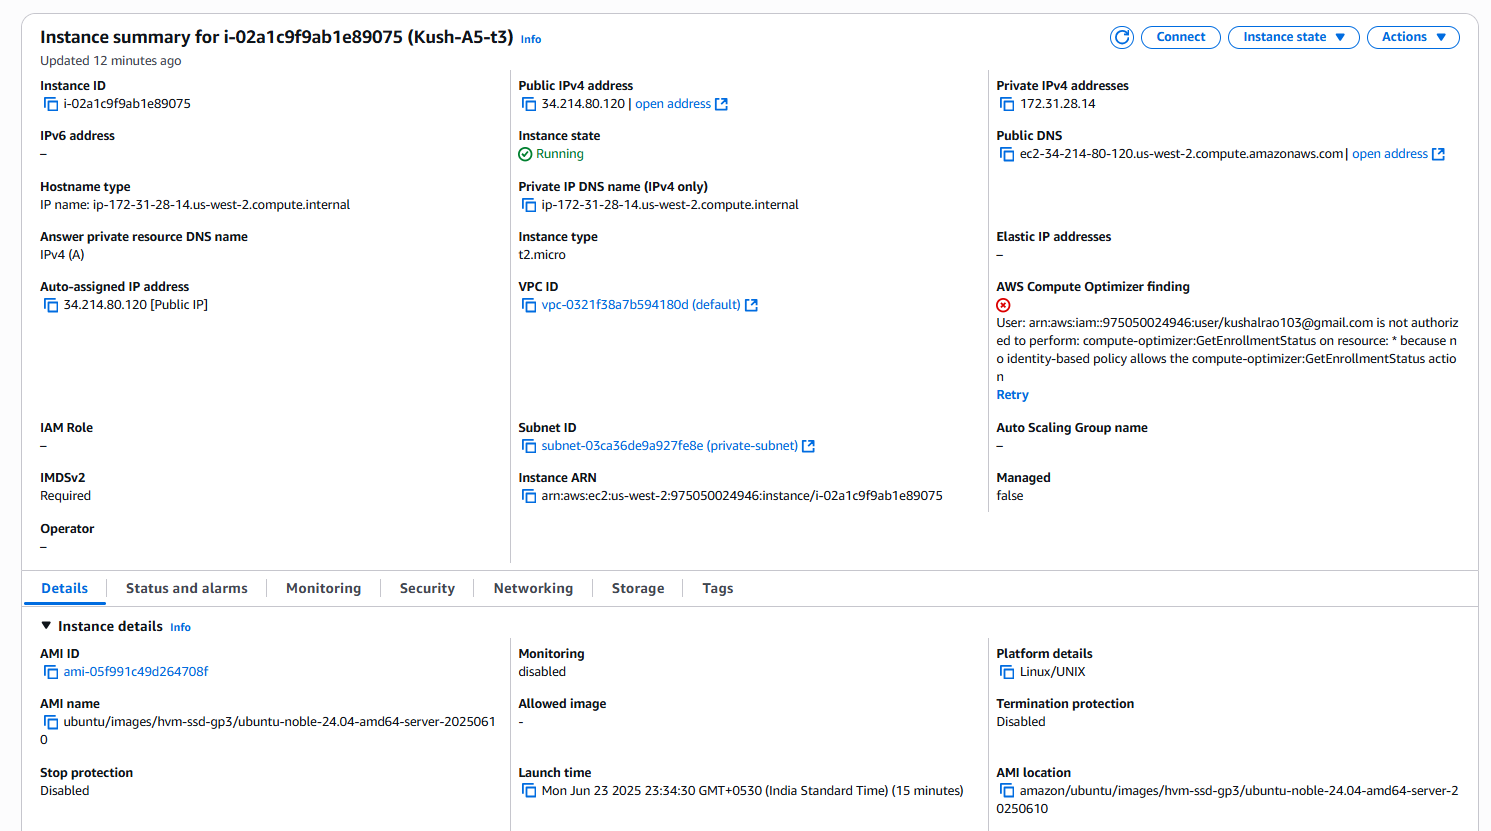 Instance summary for i-02a1c9f9ab1e89075 (Kush-A5-t3) Info
Connect
Instance state
Actions
Updated 12 minutes ago
Instance ID
i-02a1c9f9ab1e89075
Public IPv4 address
34.214.80.120 | open address
Private IPv4 addresses
172.31.28.14
IPv6 address
–
Instance state
Running
Public DNS
ec2-34-214-80-120.us-west-2.compute.amazonaws.com | open address
Hostname type
IP name: ip-172-31-28-14.us-west-2.compute.internal
Private IP DNS name (IPv4 only)
ip-172-31-28-14.us-west-2.compute.internal
Answer private resource DNS name
IPv4 (A)
Instance type
t2.micro
Elastic IP addresses
–
Auto-assigned IP address
34.214.80.120 [Public IP]
VPC ID
vpc-0321f38a7b594180d (default)
AWS Compute Optimizer finding
User: arn:aws:iam::975050024946:user/kushalrao103@gmail.com is not authoriz
ed to perform: compute-optimizer:GetEnrollmentStatus on resource: * because n
o identity-based policy allows the compute-optimizer:GetEnrollmentStatus actio
n
Retry
IAM Role
–
Subnet ID
subnet-03ca36de9a927fe8e (private-subnet)
Auto Scaling Group name
–
IMDSv2
Required
Instance ARN
arn:aws:ec2:us-west-2:975050024946:instance/i-02a1c9f9ab1e89075
Managed
false
Operator
–
Details
Status and alarms
Monitoring
Security
Networking
Storage
Tags
Instance details Info
AMI ID
ami-05f991c49d264708f
Monitoring
disabled
Platform details
Linux/UNIX
AMI name
ubuntu/images/hvm-ssd-gp3/ubuntu-noble-24.04-amd64-server-2025061
0
Allowed image
-
Termination protection
Disabled
Stop protection
Disabled
Launch time
Mon Jun 23 2025 23:34:30 GMT+0530 (India Standard Time) (15 minutes)
AMI location
amazon/ubuntu/images/hvm-ssd-gp3/ubuntu-noble-24.04-amd64-server-2
0250610